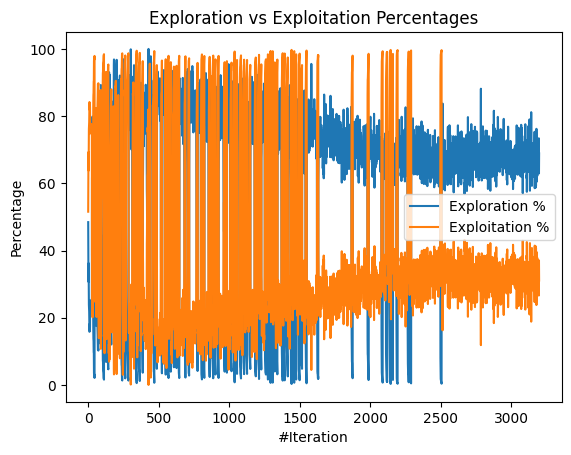 Exploration vs Exploitation Percentages
100
80
60
40
20
0
Percentage
Exploration %
Exploitation %
0 500 1000 1500 2000 2500 3000
#Iteration